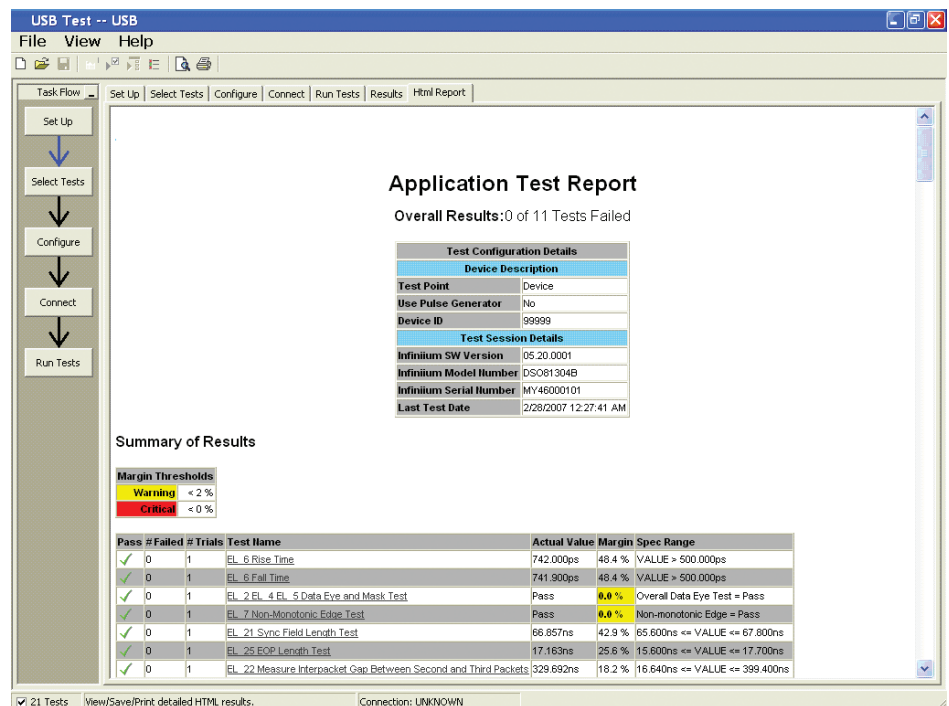 USB Test -- USB
File View Help
Task Flow
Set Up
Select Tests
Configure
Connect
Run Tests
Set Up Select Tests Configure Connect Run Tests Results Html Report
Application Test Report
Overall Results:0 of 11 Tests Failed
Test Configuration Details
Device Description
Test Point Device
Use Pulse Generator No
Device ID 99999
Test Session Details
Infiniium SW Version 05.20.0001
Infiniium Model Number DSO81304B
Infiniium Serial Number MY46000101
Last Test Date 2/28/2007 12:27:41 AM
Summary of Results
Margin Thresholds
Warning < 2 %
Critical < 0 %
Pass # Failed # Trials Test Name Actual Value Margin Spec Range
0 1 EL_6 Rise Time 742.000ps 48.4 % VALUE > 500.000ps
0 1 EL_6 Fall Time 741.900ps 48.4 % VALUE > 500.000ps
0 1 EL_2 EL_4 EL_5 Data Eye and Mask Test Pass 0.0 % Overall Data Eye Test = Pass
0 1 EL_7 Non-Monotonic Edge Test Pass 0.0 % Non-monotonic Edge = Pass
0 1 EL_21 Sync Field Length Test 66.857ns 42.9 % 65.600ns <= VALUE <= 67.800ns
0 1 EL_25 EOP Length Test 17.163ns 25.6 % 15.600ns <= VALUE <= 17.700ns
0 1 EL_22 Measure Interpacket Gap Between Second and Third Packets 329.692ns 18.2 % 16.640ns <= VALUE <= 399.400ns
21 Tests View/Save/Print detailed HTML results. Connection: UNKNOWN